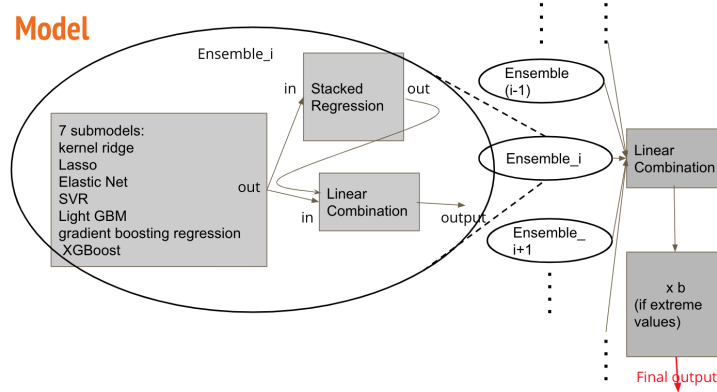 Model
Ensemble_i
in
Stacked
Regression
out
7 submodels:
kernel ridge
Lasso
Elastic Net
SVR
Light GBM
gradient boosting regression
XGBoost
out
in
Linear
Combination
output
Ensemble
(i-1)
Ensemble_i
Ensemble_
i+1
Linear
Combination
x b
(if extreme
values)
Final output